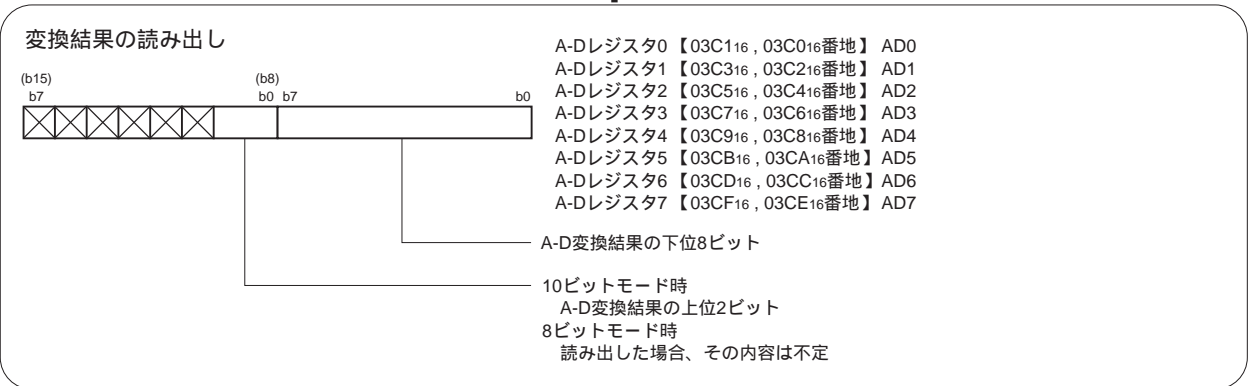 変換結果の読み出し
(b15) (b8)
b7 b0 b7 b0
A-Dレジスタ0 【03C116 , 03C016番地】 AD0
A-Dレジスタ1 【03C316 , 03C216番地】 AD1
A-Dレジスタ2 【03C516 , 03C416番地】 AD2
A-Dレジスタ3 【03C716 , 03C616番地】 AD3
A-Dレジスタ4 【03C916 , 03C816番地】 AD4
A-Dレジスタ5 【03CB16 , 03CA16番地】 AD5
A-Dレジスタ6 【03CD16 , 03CC16番地】 AD6
A-Dレジスタ7 【03CF16 , 03CE16番地】 AD7
A-D変換結果の下位8ビット
10ビットモード時
A-D変換結果の上位2ビット
8ビットモード時
読み出した場合、その内容は不定